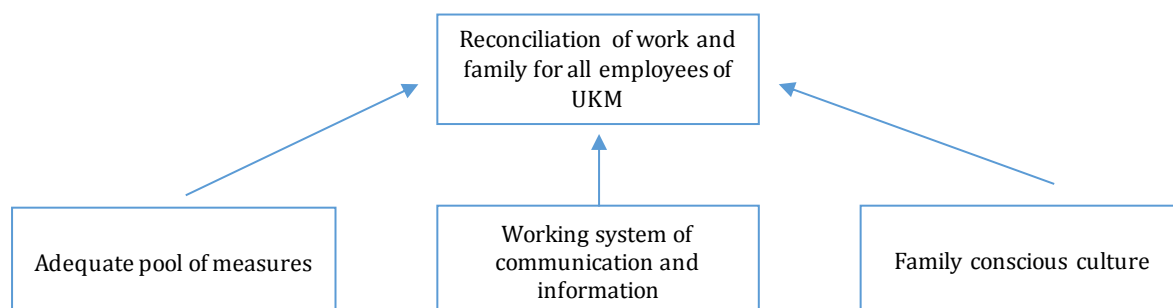 Reconciliation of work and
family for all employees of
UKM
Adequate pool of measures
Working system of
communication and
information
Family conscious culture